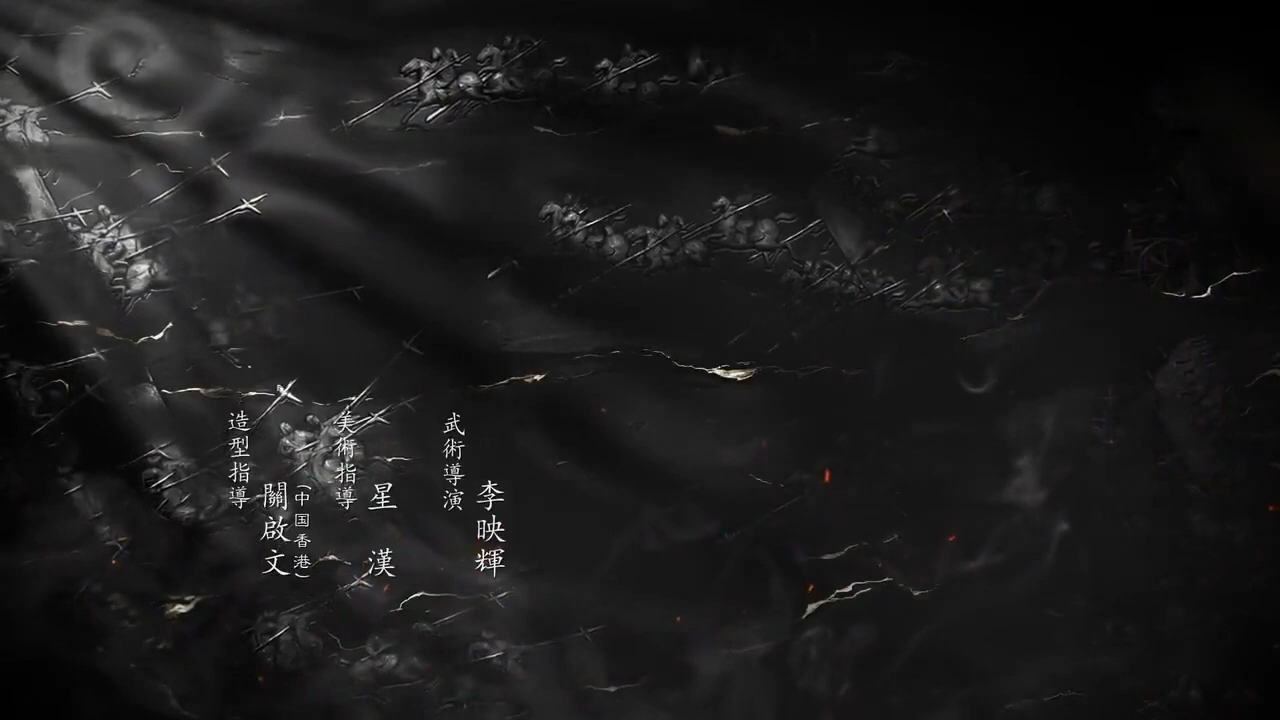 武術導演
李映輝
美術指導
星漢
造型指導
(中国香港)
關啟文